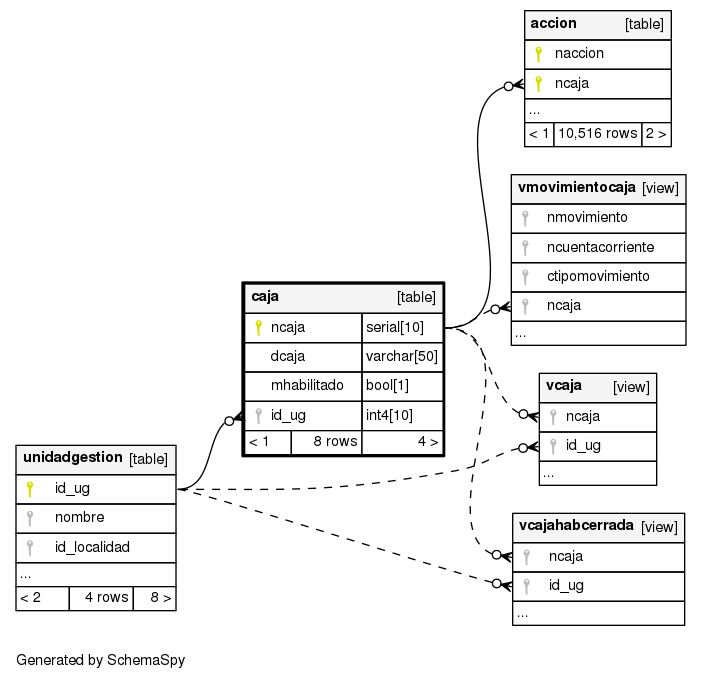 accion [table]
naccion
ncaja
...
< 1 10,516 rows 2 >
vmovimientocaja [view]
nmovimiento
ncuentacorriente
ctipomovimiento
ncaja
...
caja [table]
ncaja serial[10]
dcaja varchar[50]
mhabilitado bool[1]
id_ug int4[10]
< 1 8 rows 4 >
vcaja [view]
ncaja
id_ug
...
unidadgestion [table]
id_ug
nombre
id_localidad
...
< 2 4 rows 8 >
vcajahabcerrada [view]
ncaja
id_ug
...
Generated by SchemaSpy